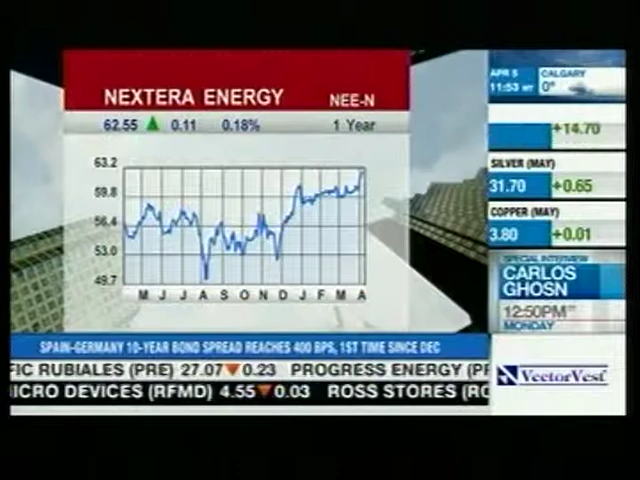 NEXTERA ENERGY
NEE-N
62.55 0.11 0.18% 1 Year
63.2
59.8
56.4
53.0
49.7
M J J A S O N D J F M A
APR 5
11:53 MT
CALGARY
0°
+14.70
SILVER (MAY)
31.70 +0.65
COPPER (MAY)
3.80 +0.01
SPECIAL INTERVIEW
CARLOS
GHOSN
12:50PM
MONDAY
SPAIN-GERMANY 10-YEAR BOND SPREAD REACHES 400 BPS, 1ST TIME SINCE DEC
FIC RUBIALES (PRE) 27.07 0.23 PROGRESS ENERGY (PR
ICRO DEVICES (RFMD) 4.55 0.03 ROSS STORES (RO
VectorVest